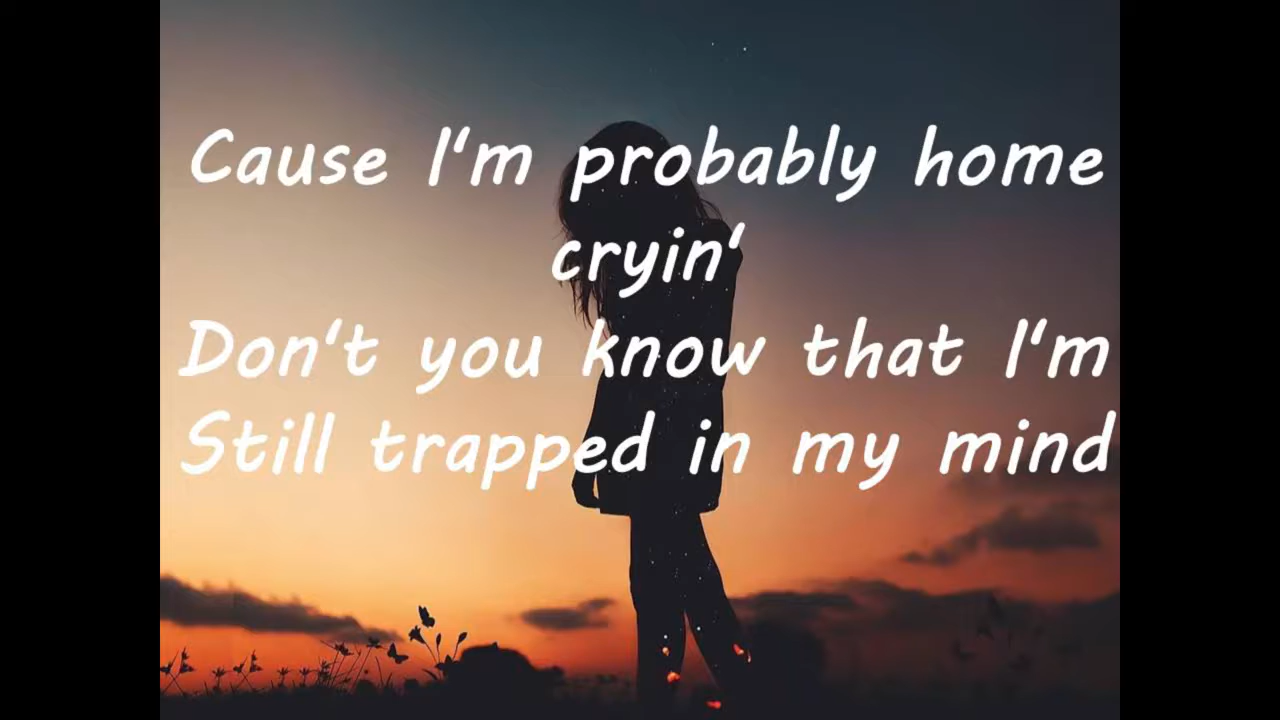 Cause I'm probably home
cryin'
Don't you know that I'm
Still trapped in my mind